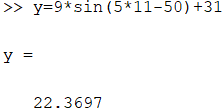 >> y=9*sin(5*11-50)+31
y =
22.3697